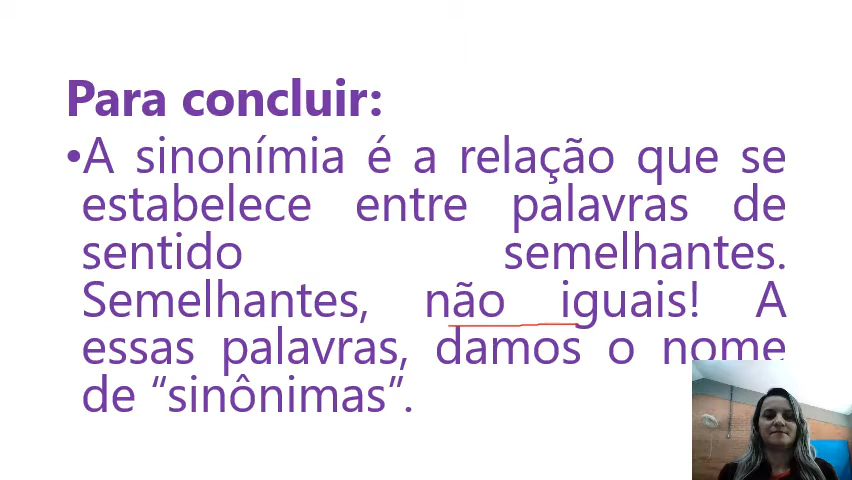 Para concluir:
•A sinonímia é a relação que se
estabelece entre palavras de
sentido semelhantes.
Semelhantes, não iguais! A
essas palavras, damos o nome
de “sinônimas”.